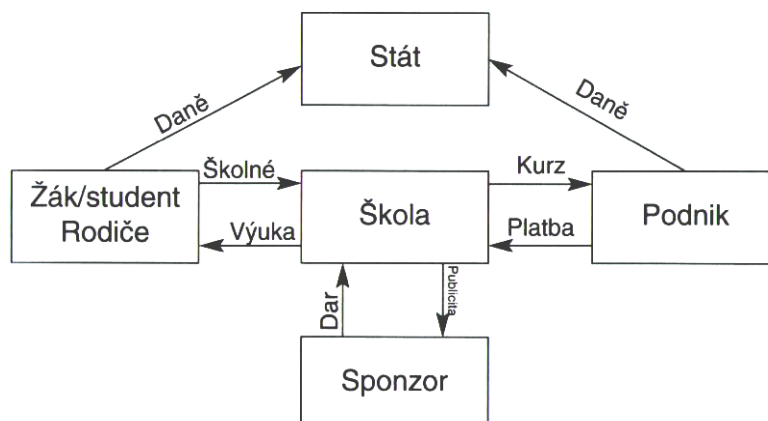 Stát
Daně
Daně
Školné
Kurz
Žák/student
Rodiče
Škola
Podnik
Výuka
Platba
Dar
Publicita
Sponzor